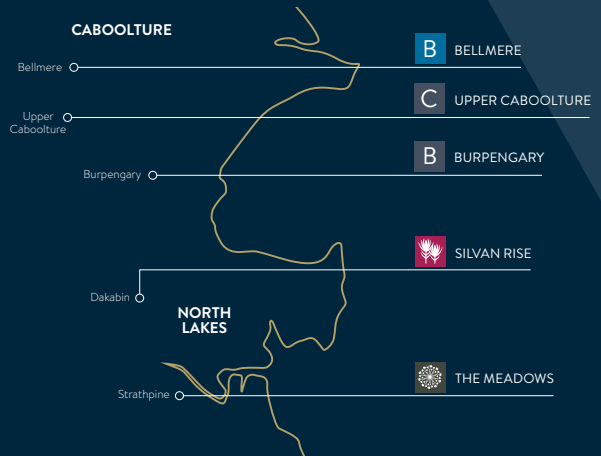 CABOOLTURE
Bellmere
B BELLMERE
Upper
Caboolture
C UPPER CABOOLTURE
Burpengary
B BURPENGARY
SILVAN RISE
Dakabin
NORTH
LAKES
Strathpine
THE MEADOWS